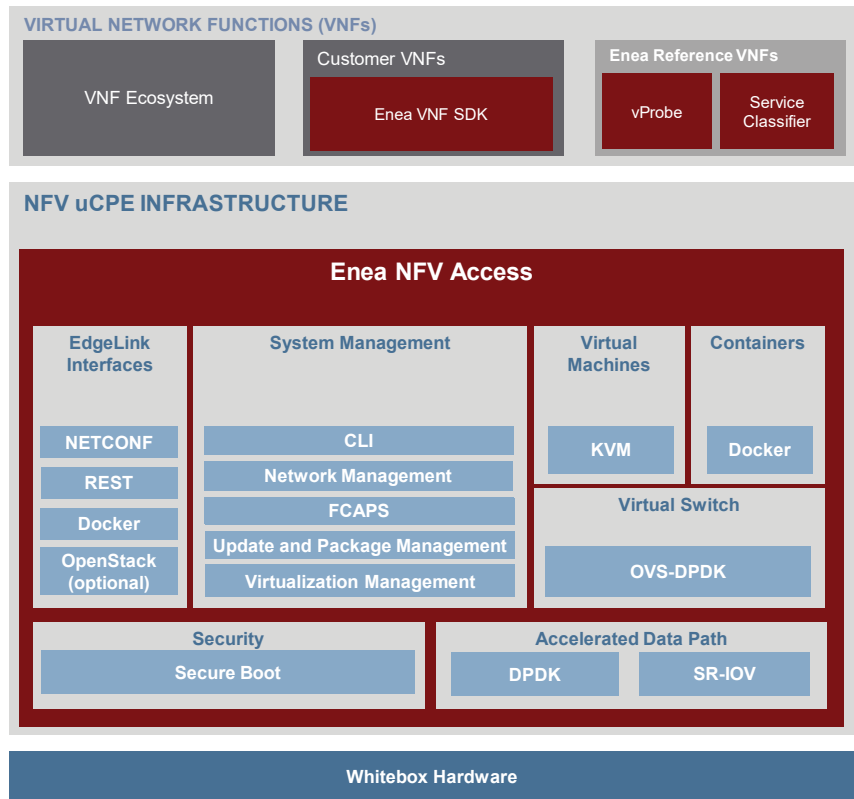 VIRTUAL NETWORK FUNCTIONS (VNFs)
VNF Ecosystem
Customer VNFs
Enea VNF SDK
Enea Reference VNFs
vProbe
Service
Classifier
NFV uCPE INFRASTRUCTURE
Enea NFV Access
EdgeLink
Interfaces
NETCONF
REST
Docker
OpenStack
(optional)
System Management
CLI
Network Management
FCAPS
Update and Package Management
Virtualization Management
Virtual
Machines
KVM
Containers
Docker
Virtual Switch
OVS-DPDK
Security
Secure Boot
Accelerated Data Path
DPDK
SR-IOV
Whitebox Hardware